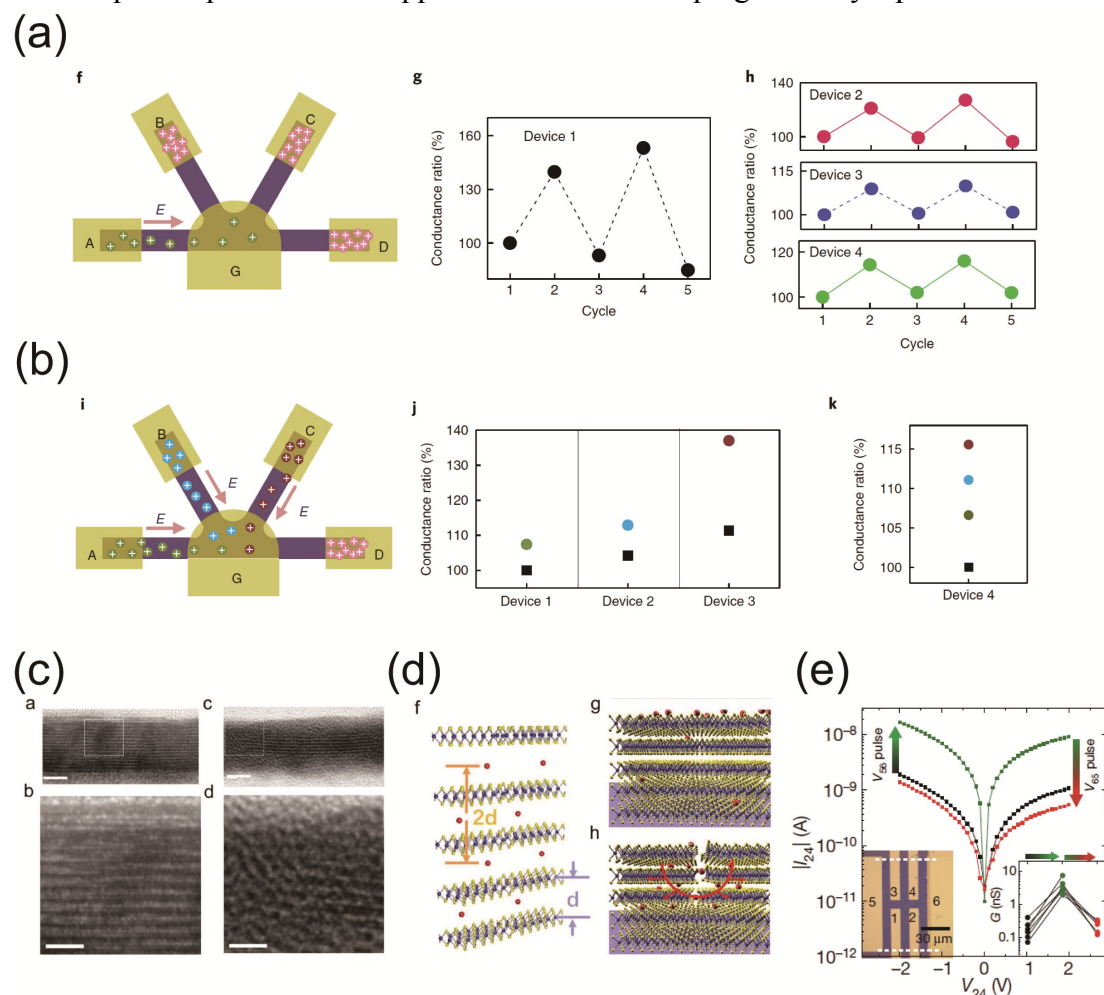 (a)
f
B
C
E
A
D
G
g
Device 1
Conductance ratio (%)
160
140
120
100
1 2 3 4 5
Cycle
h
Device 2
140
100
Device 3
115
100
Device 4
120
100
Conductance ratio (%)
1 2 3 4 5
Cycle
(b)
i
B
C
E
E
E
A
D
G
j
Conductance ratio (%)
140
130
120
110
100
Device 1 Device 2 Device 3
k
Conductance ratio (%)
115
110
105
100
Device 4
(c)
a
c
b
d
(d)
f
2d
d
g
h
(e)
|I24| (A)
10⁻⁸
10⁻⁹
10⁻¹⁰
10⁻¹¹
10⁻¹²
V56 pulse
V65 pulse
3 4
5 6
1 2
30 µm
G (nS)
10
1
0.1
−2 −1 0 1 2
V24 (V)